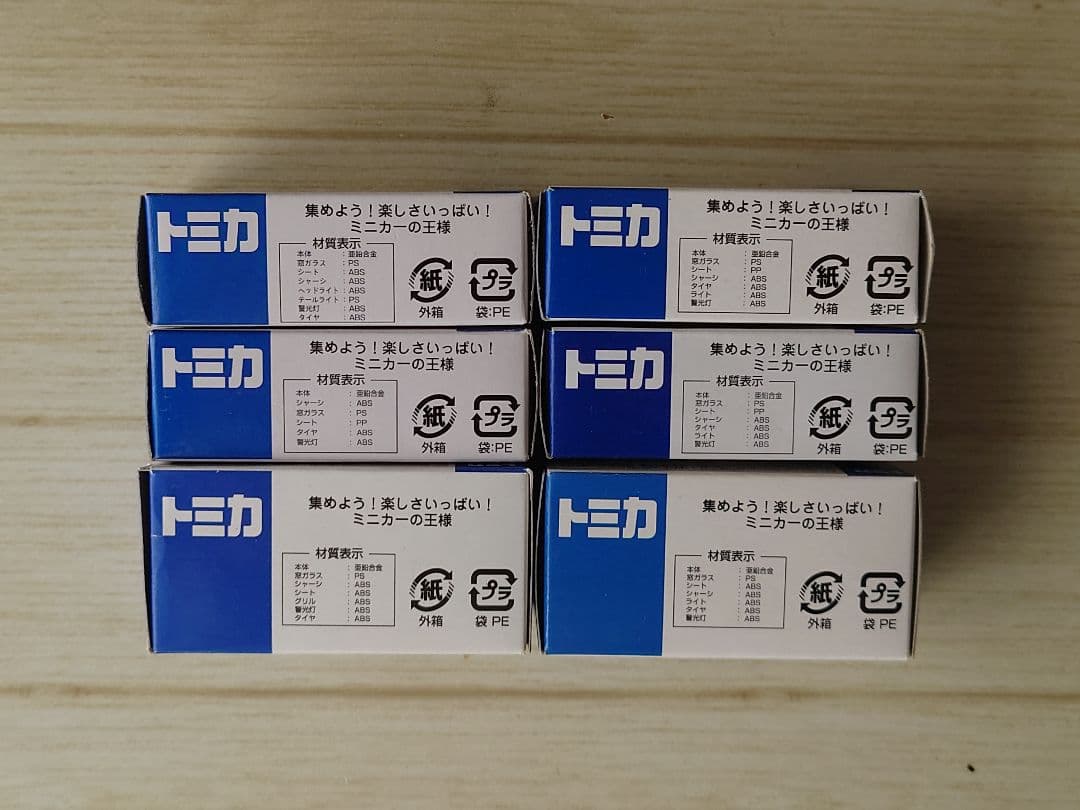 トミカ
集めよう！楽しさいっぱい！
ミニカーの王様
材質表示
本体 : 亜鉛合金
窓ガラス : PS
シート : ABS
シャーシ : ABS
ヘッドライト : ABS
テールライト : PS
警光灯 : ABS
タイヤ : ABS
紙
外箱
プラ
袋:PE
トミカ
集めよう！楽しさいっぱい！
ミニカーの王様
材質表示
本体 : 亜鉛合金
窓ガラス : PS
シート : PP
シャーシ : ABS
タイヤ : ABS
ライト : ABS
警光灯 : ABS
紙
外箱
プラ
袋:PE
トミカ
集めよう！楽しさいっぱい！
ミニカーの王様
材質表示
本体 : 亜鉛合金
シャーシ : ABS
窓ガラス : PS
シート : PP
タイヤ : ABS
警光灯 : ABS
紙
外箱
プラ
袋:PE
トミカ
集めよう！楽しさいっぱい！
ミニカーの王様
材質表示
本体 : 亜鉛合金
窓ガラス : PS
シート : PP
シャーシ : ABS
タイヤ : ABS
ライト : ABS
警光灯 : ABS
紙
外箱
プラ
袋:PE
トミカ
集めよう！楽しさいっぱい！
ミニカーの王様
材質表示
本体 : 亜鉛合金
窓ガラス : PS
シャーシ : ABS
シート : ABS
グリル : ABS
警光灯 : ABS
タイヤ : ABS
紙
外箱
プラ
袋 PE
トミカ
集めよう！楽しさいっぱい！
ミニカーの王様
材質表示
本体 : 亜鉛合金
窓ガラス : PS
シート : ABS
シャーシ : ABS
ライト : ABS
タイヤ : ABS
警光灯 : ABS
紙
外箱
プラ
袋 PE